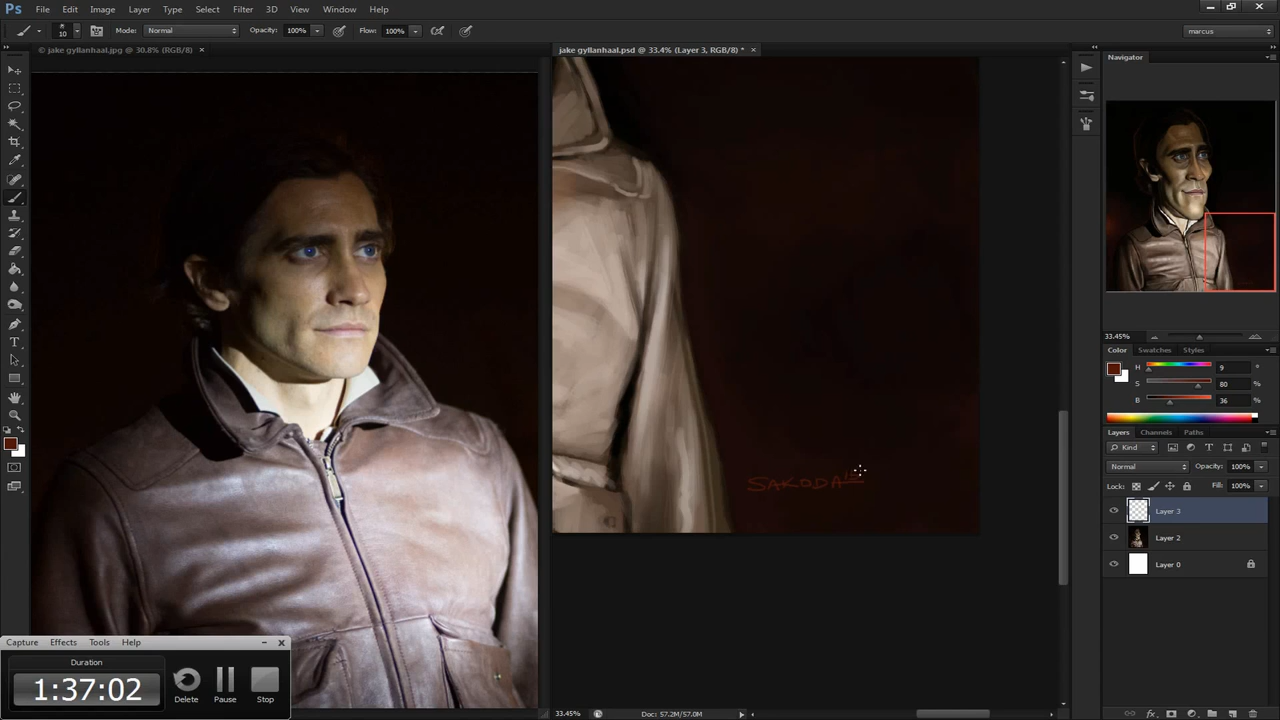 Ps File Edit Image Layer Type Select Filter 3D View Window Help
10 Mode: Normal Opacity: 100% Flow: 100% marcus
© jake gyllanhaal.jpg @ 30.8% (RGB/8) ×
jake gyllanhaal.psd @ 33.4% (Layer 3, RGB/8) * ×
Navigator
33.45%
Color Swatches Styles
H 9 °
S 80 %
B 36 %
Layers Channels Paths
Kind
Normal Opacity: 100%
Lock: Fill: 100%
Layer 3
Layer 2
Layer 0
SAKODA 15
Capture Effects Tools Help
Duration
1:37:02
Delete Pause Stop
33.45% Doc: 57.2M/57.0M